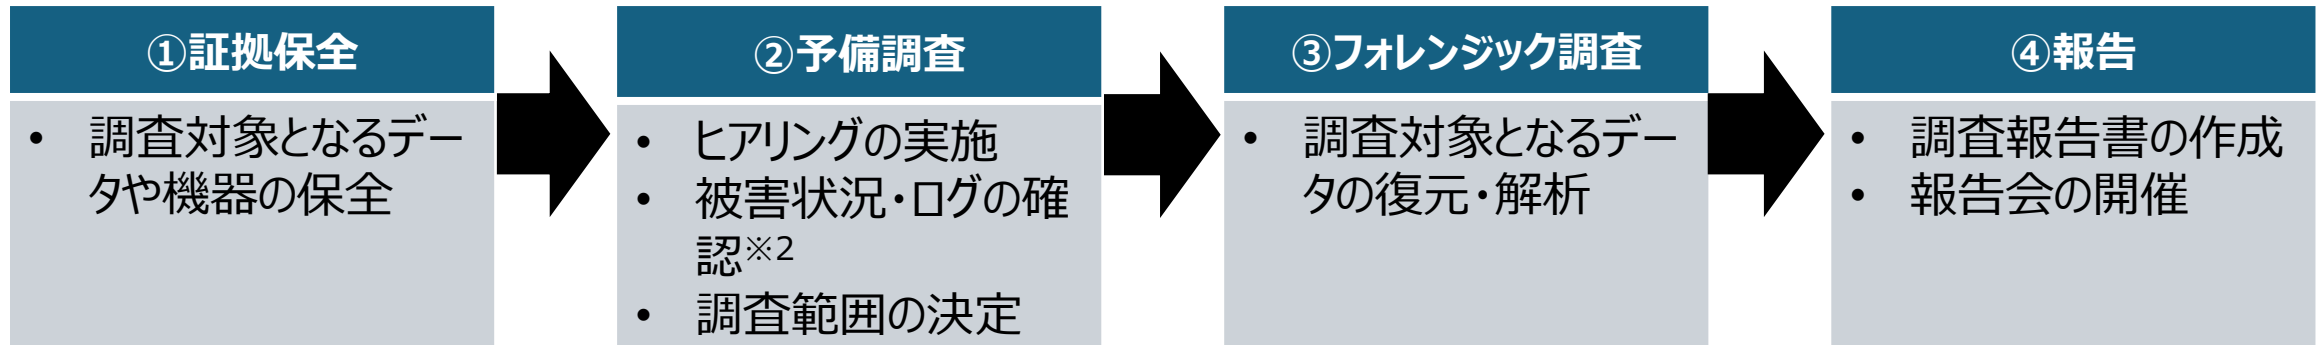 ①証拠保全
• 調査対象となるデー
タや機器の保全
②予備調査
• ヒアリングの実施
• 被害状況・ログの確
認※2
• 調査範囲の決定
③フォレンジック調査
• 調査対象となるデー
タの復元・解析
④報告
• 調査報告書の作成
• 報告会の開催